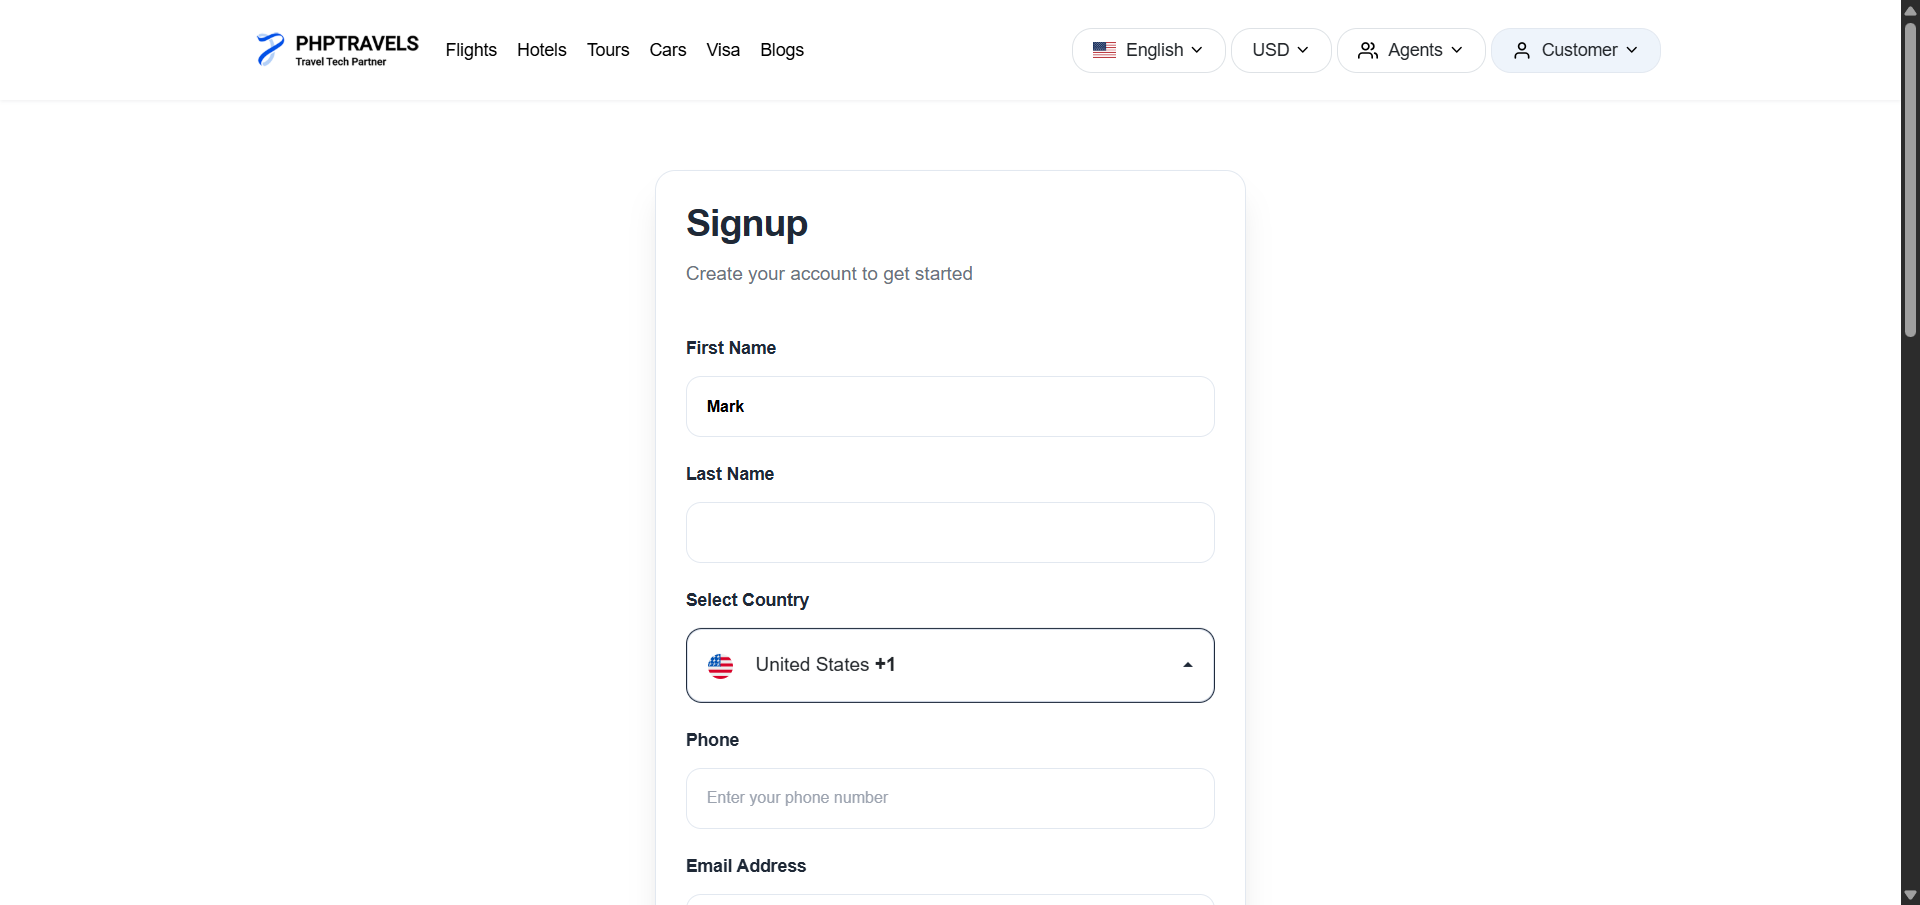 PHPTRAVELS
Travel Tech Partner
Flights Hotels Tours Cars Visa Blogs
English USD Agents Customer
Signup
Create your account to get started
First Name
Mark
Last Name
Select Country
United States +1
Phone
Enter your phone number
Email Address